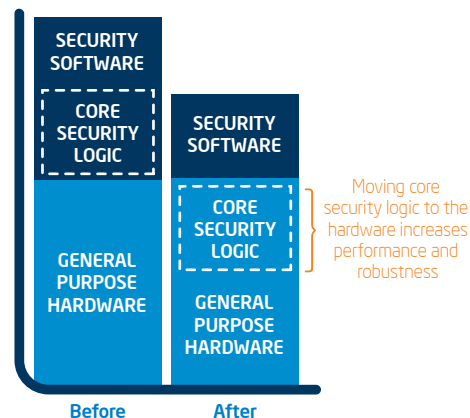 SECURITY
SOFTWARE
CORE
SECURITY
LOGIC
GENERAL
PURPOSE
HARDWARE
SECURITY
SOFTWARE
CORE
SECURITY
LOGIC
GENERAL
PURPOSE
HARDWARE
Moving core
security logic to the
hardware increases
performance and
robustness
Before
After